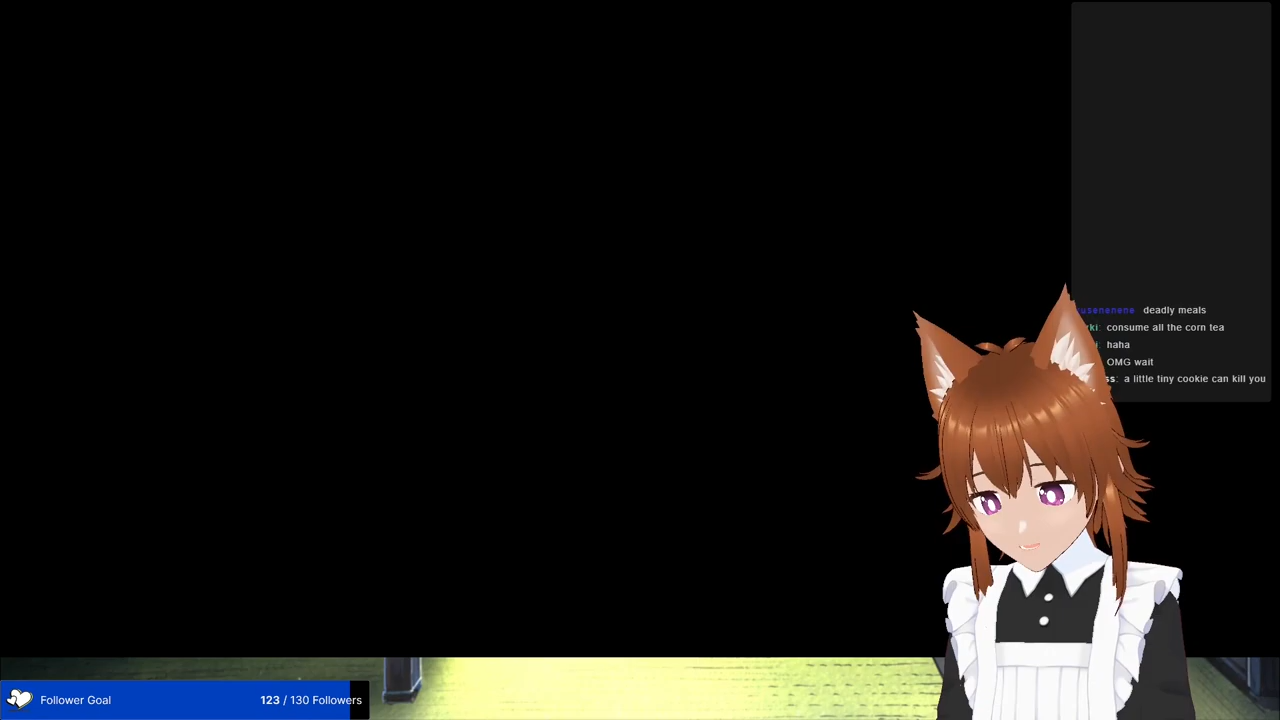 deadly meals
consume all the corn tea
haha
OMG wait
a little tiny cookie can kill you
Follower Goal
123 / 130 Followers